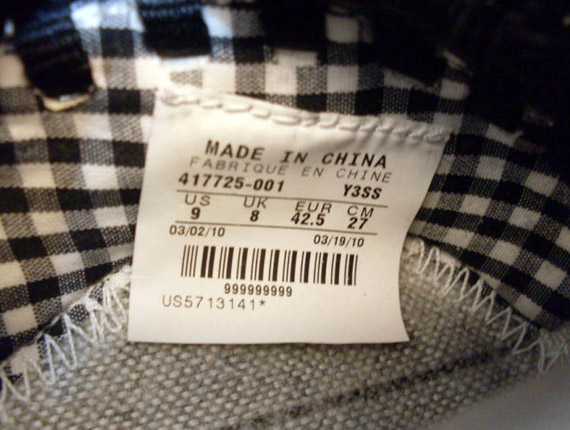 MADE IN CHINA
FABRIQUE EN CHINE
417725-001 Y3SS
US UK EUR CM
9 8 42.5 27
03/02/10 03/19/10
999999999
US5713141*